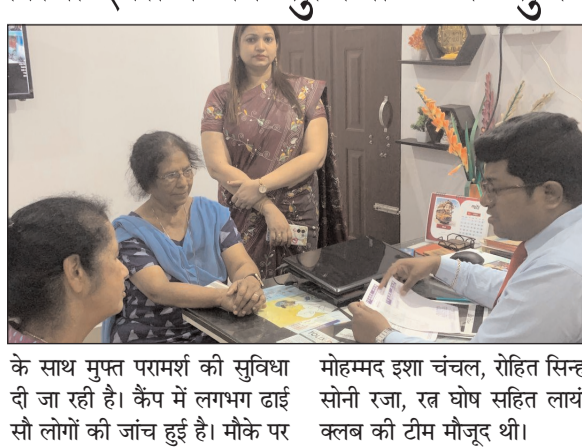 के साथ मुफ्त परामर्श की सुविधा
दी जा रही है। कैंप में लगभग ढाई
सौ लोगों की जांच हुई है। मौके पर
मोहम्मद इशा चंचल, रोहित सिन्ह
सोनी रजा, रत्न घोष सहित लायं
क्लब की टीम मौजूद थी।